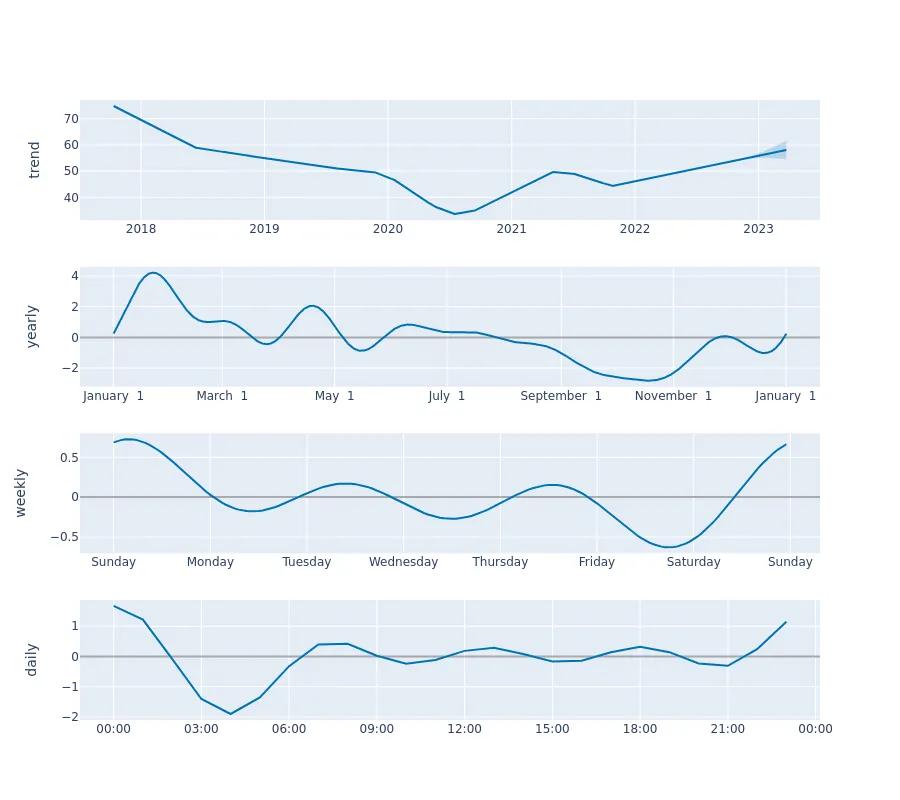 trend
70
60
50
40
2018 2019 2020 2021 2022 2023
yearly
4
2
0
−2
January 1 March 1 May 1 July 1 September 1 November 1 January 1
weekly
0.5
0
−0.5
Sunday Monday Tuesday Wednesday Thursday Friday Saturday Sunday
daily
1
0
−1
−2
00:00 03:00 06:00 09:00 12:00 15:00 18:00 21:00 00:00